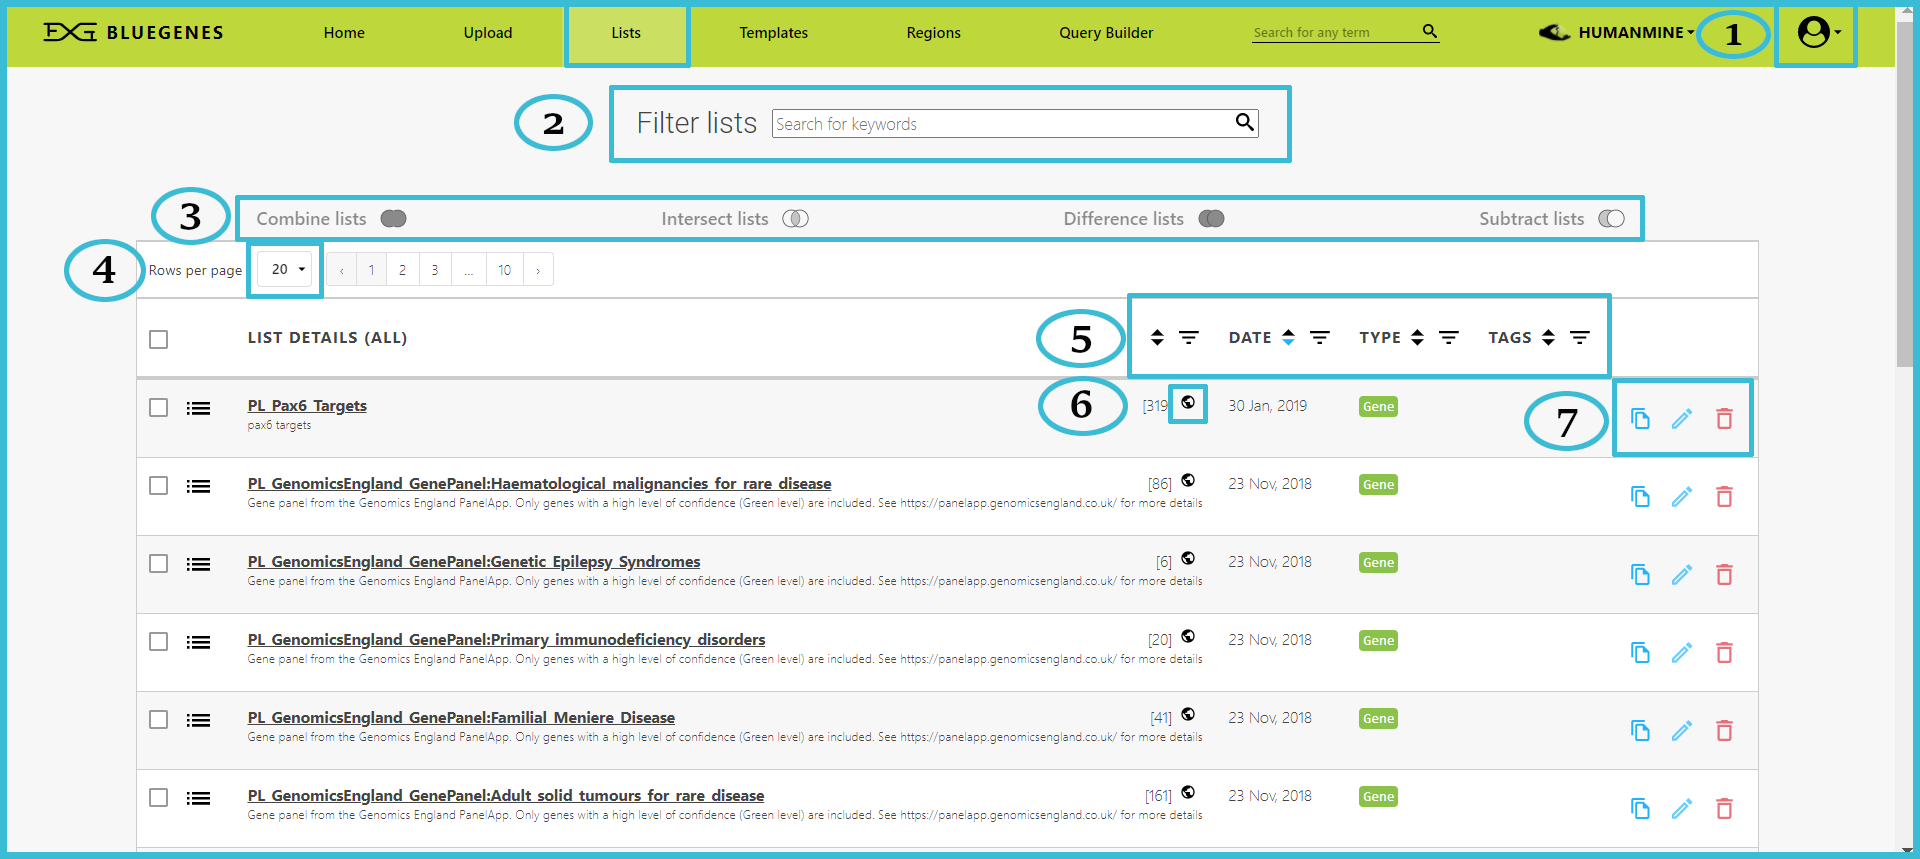 BLUEGENES Home Upload Lists Templates Regions Query Builder Search for any term HUMANMINE 1
2 Filter lists Search for keywords
3 Combine lists Intersect lists Difference lists Subtract lists
4 Rows per page 20 ‹ 1 2 3 ... 10 ›
LIST DETAILS (ALL) 5 DATE TYPE TAGS
PL_Pax6_Targets 6 [319] 30 Jan, 2019 Gene 7
pax6 targets
PL_GenomicsEngland_GenePanel:Haematological_malignancies_for_rare_disease [86] 23 Nov, 2018 Gene
Gene panel from the Genomics England PanelApp. Only genes with a high level of confidence (Green level) are included. See https://panelapp.genomicsengland.co.uk/ for more details
PL_GenomicsEngland_GenePanel:Genetic_Epilepsy_Syndromes [6] 23 Nov, 2018 Gene
Gene panel from the Genomics England PanelApp. Only genes with a high level of confidence (Green level) are included. See https://panelapp.genomicsengland.co.uk/ for more details
PL_GenomicsEngland_GenePanel:Primary_immunodeficiency_disorders [20] 23 Nov, 2018 Gene
Gene panel from the Genomics England PanelApp. Only genes with a high level of confidence (Green level) are included. See https://panelapp.genomicsengland.co.uk/ for more details
PL_GenomicsEngland_GenePanel:Familial_Meniere_Disease [41] 23 Nov, 2018 Gene
Gene panel from the Genomics England PanelApp. Only genes with a high level of confidence (Green level) are included. See https://panelapp.genomicsengland.co.uk/ for more details
PL_GenomicsEngland_GenePanel:Adult_solid_tumours_for_rare_disease [161] 23 Nov, 2018 Gene
Gene panel from the Genomics England PanelApp. Only genes with a high level of confidence (Green level) are included. See https://panelapp.genomicsengland.co.uk/ for more details